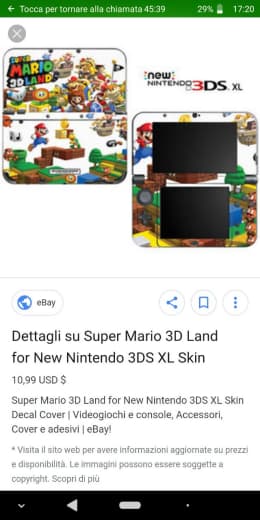 ← Tocca per tornare alla chiamata 45:39 29% 17:20
SUPER
MARIO
3D LAND
new
NINTENDO 3DS XL
eBay
Dettagli su Super Mario 3D Land
for New Nintendo 3DS XL Skin
10,99 USD $
Super Mario 3D Land for New Nintendo 3DS XL Skin
Decal Cover | Videogiochi e console, Accessori,
Cover e adesivi | eBay!
* Visita il sito web per avere informazioni aggiornate su prezzi
e disponibilità. Le immagini possono essere soggette a
copyright. Scopri di più